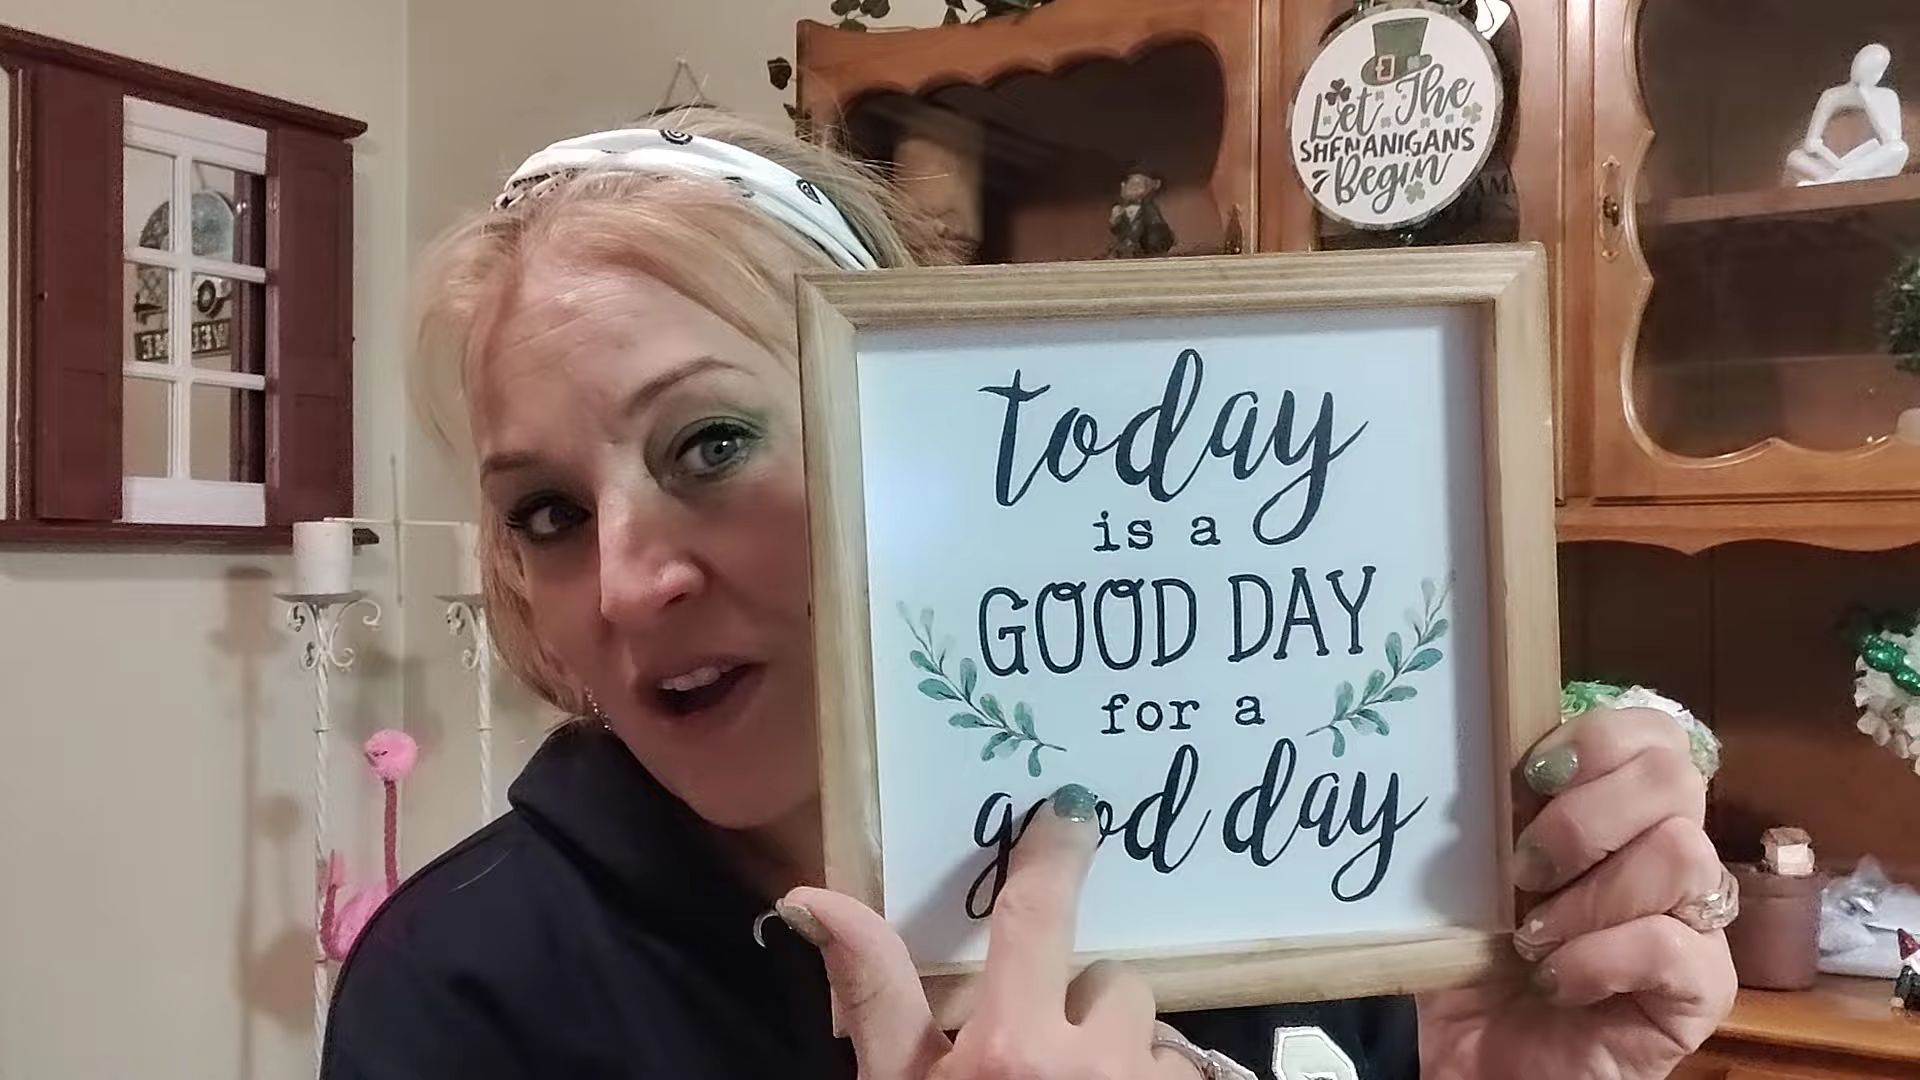 Let The
SHENANIGANS
Begin
today
is a
GOOD DAY
for a
good day